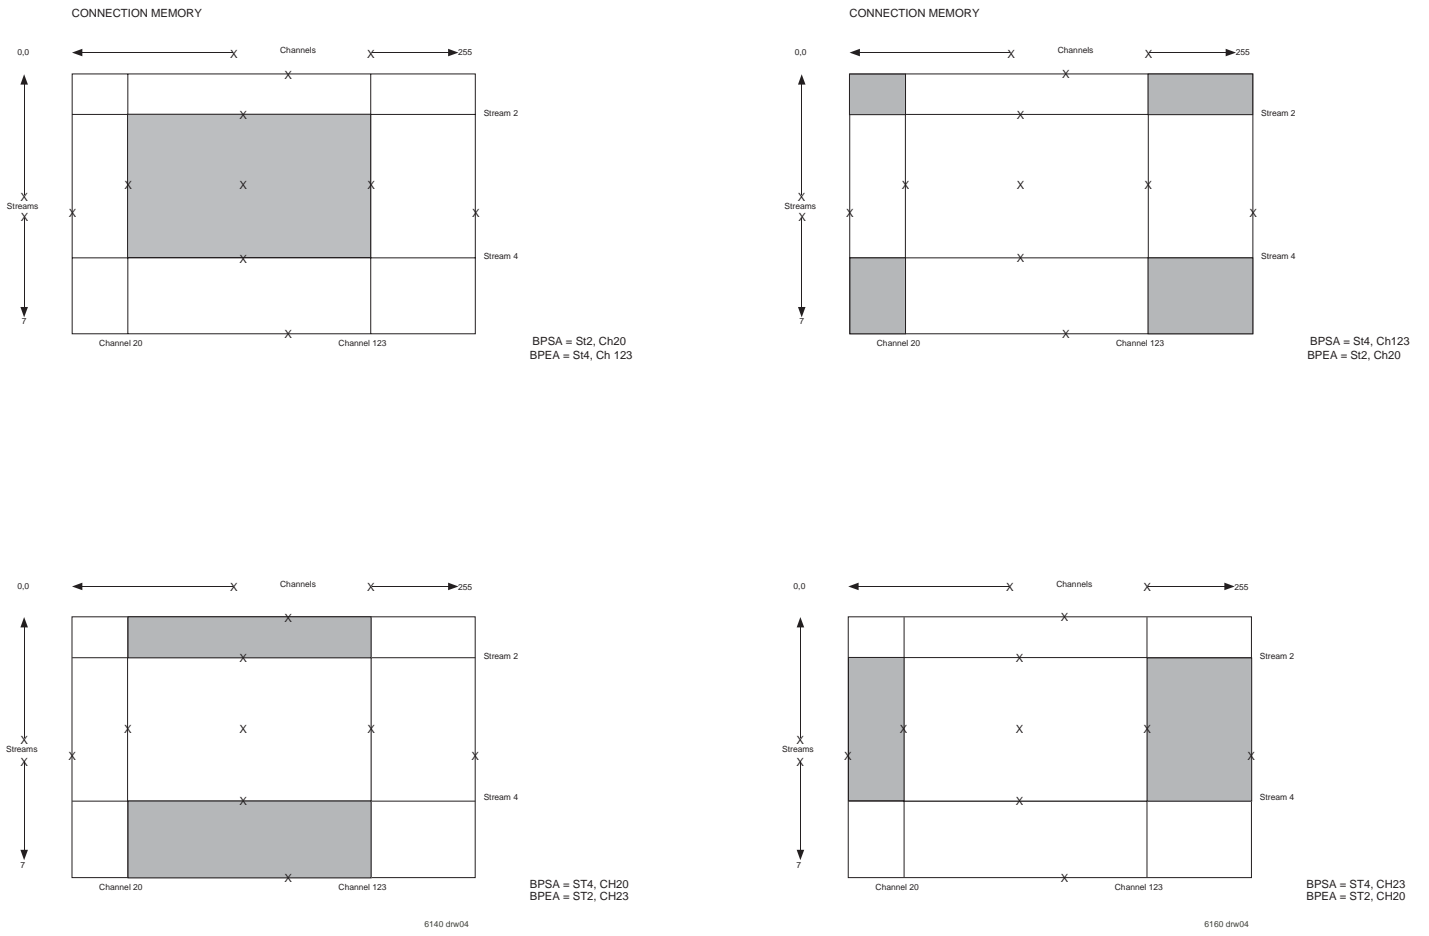 CONNECTION MEMORY
0,0
X
Channels
X
255
X
Stream 2
X
X
X
X
X
Streams
X
X
X
Stream 4
X
7
X
Channel 20
Channel 123
BPSA = St2, Ch20
BPEA = St4, Ch 123
CONNECTION MEMORY
0,0
X
Channels
X
255
X
Stream 2
X
X
X
X
X
Streams
X
X
X
Stream 4
X
7
X
Channel 20
Channel 123
BPSA = St4, Ch123
BPEA = St2, Ch20
0,0
X
Channels
X
255
X
Stream 2
X
X
X
X
X
Streams
X
X
X
Stream 4
X
7
X
Channel 20
Channel 123
BPSA = ST4, CH20
BPEA = ST2, CH23
6140 drw04
0,0
X
Channels
X
255
X
Stream 2
X
X
X
X
X
Streams
X
X
X
Stream 4
X
7
X
Channel 20
Channel 123
BPSA = ST4, CH23
BPEA = ST2, CH20
6160 drw04